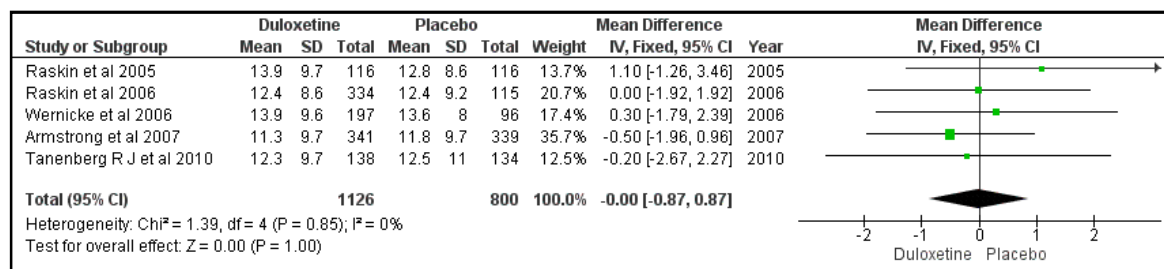 Duloxetine Placebo Mean Difference Mean Difference
Study or Subgroup Mean SD Total Mean SD Total Weight IV, Fixed, 95% CI Year IV, Fixed, 95% CI
Raskin et al 2005 13.9 9.7 116 12.8 8.6 116 13.7% 1.10 [-1.26, 3.46] 2005
Raskin et al 2006 12.4 8.6 334 12.4 9.2 115 20.7% 0.00 [-1.92, 1.92] 2006
Wernicke et al 2006 13.9 9.6 197 13.6 8 96 17.4% 0.30 [-1.79, 2.39] 2006
Armstrong et al 2007 11.3 9.7 341 11.8 9.7 339 35.7% -0.50 [-1.96, 0.96] 2007
Tanenberg R J et al 2010 12.3 9.7 138 12.5 11 134 12.5% -0.20 [-2.67, 2.27] 2010
Total (95% CI) 1126 800 100.0% -0.00 [-0.87, 0.87]
Heterogeneity: Chi² = 1.39, df = 4 (P = 0.85); I² = 0%
Test for overall effect: Z = 0.00 (P = 1.00)
-2 -1 0 1 2
Duloxetine Placebo